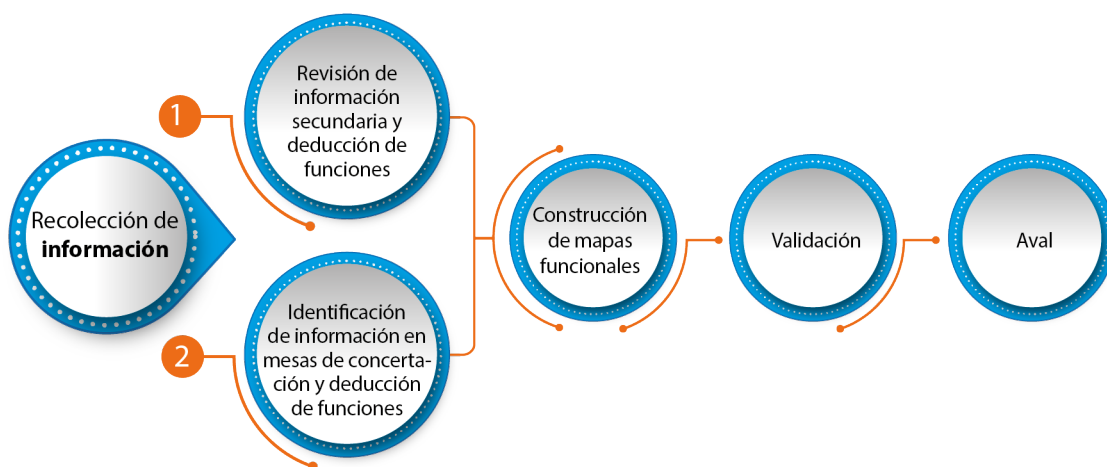 Recolección de
información
1
Revisión de
información
secundaria y
deducción de
funciones
2
Identificación
de información en
mesas de concerta-
ción y deducción
de funciones
Construcción
de mapas
funcionales
Validación
Aval